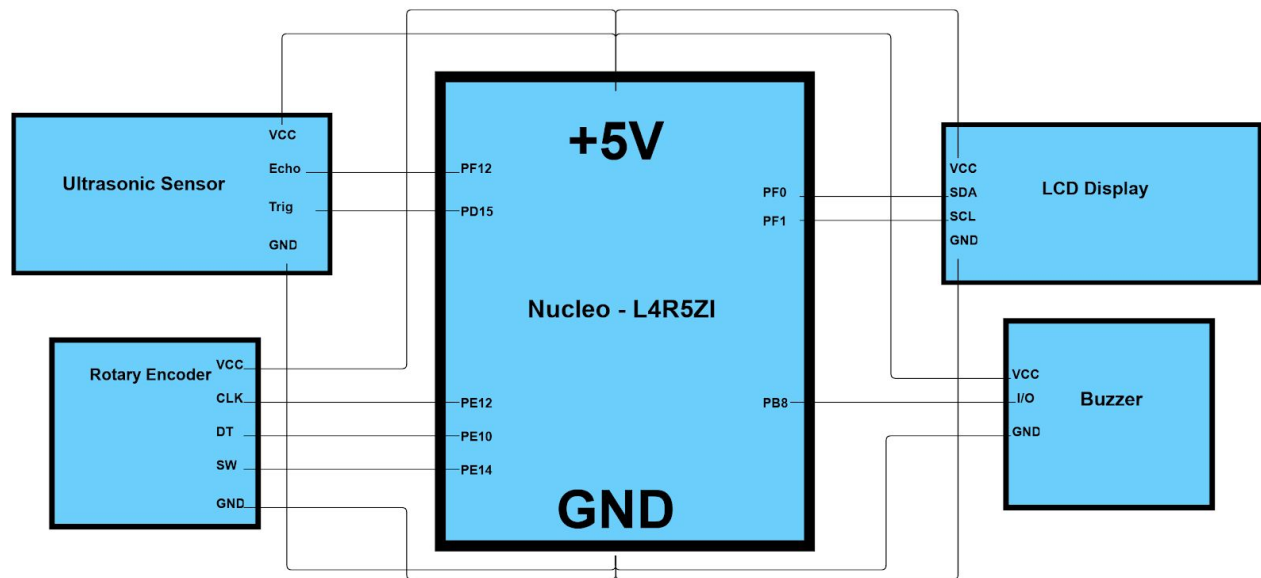 +5V
VCC
Echo
Trig
GND
Ultrasonic Sensor
PF12
PD15
PF0
PF1
VCC
SDA
SCL
GND
LCD Display
Nucleo - L4R5ZI
Rotary Encoder
VCC
CLK
DT
SW
GND
PE12
PE10
PE14
PB8
VCC
I/O
GND
Buzzer
GND